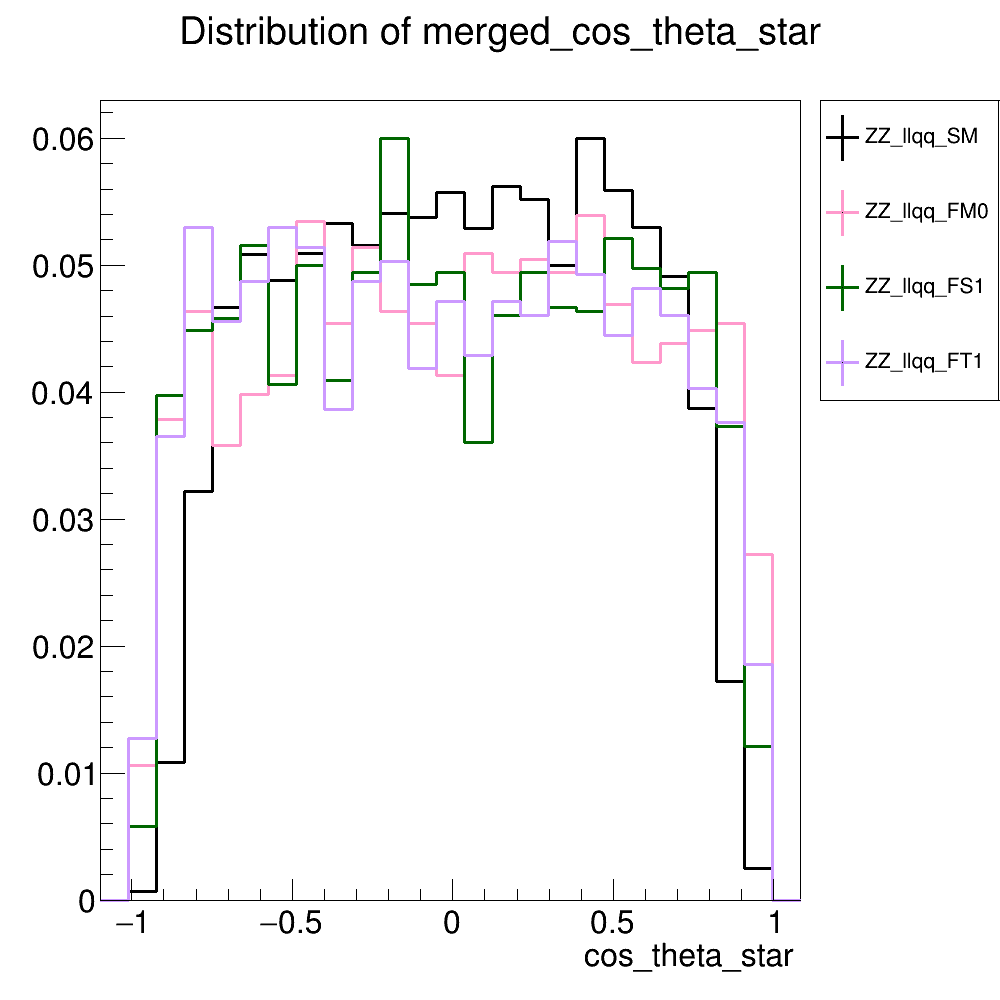 Distribution of merged_cos_theta_star
0.06
0.05
0.04
0.03
0.02
0.01
0
−1
−0.5
0
0.5
1
cos_theta_star
ZZ_llqq_SM
ZZ_llqq_FM0
ZZ_llqq_FS1
ZZ_llqq_FT1